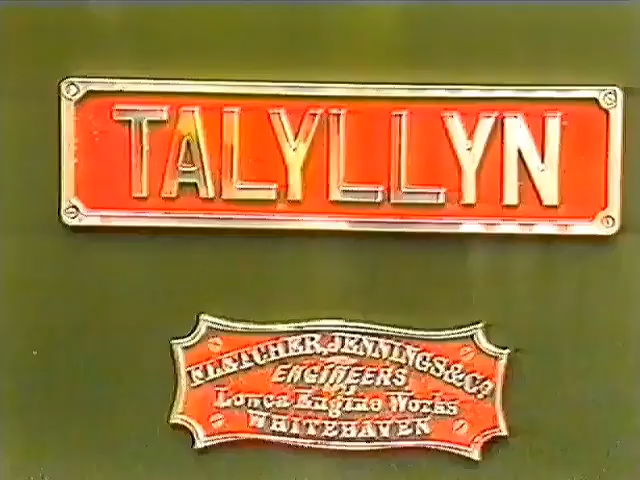 TALYLLYN
FLETCHER, JENNINGS & Co.
ENGINEERS
Lowca Engine Works
WHITEHAVEN